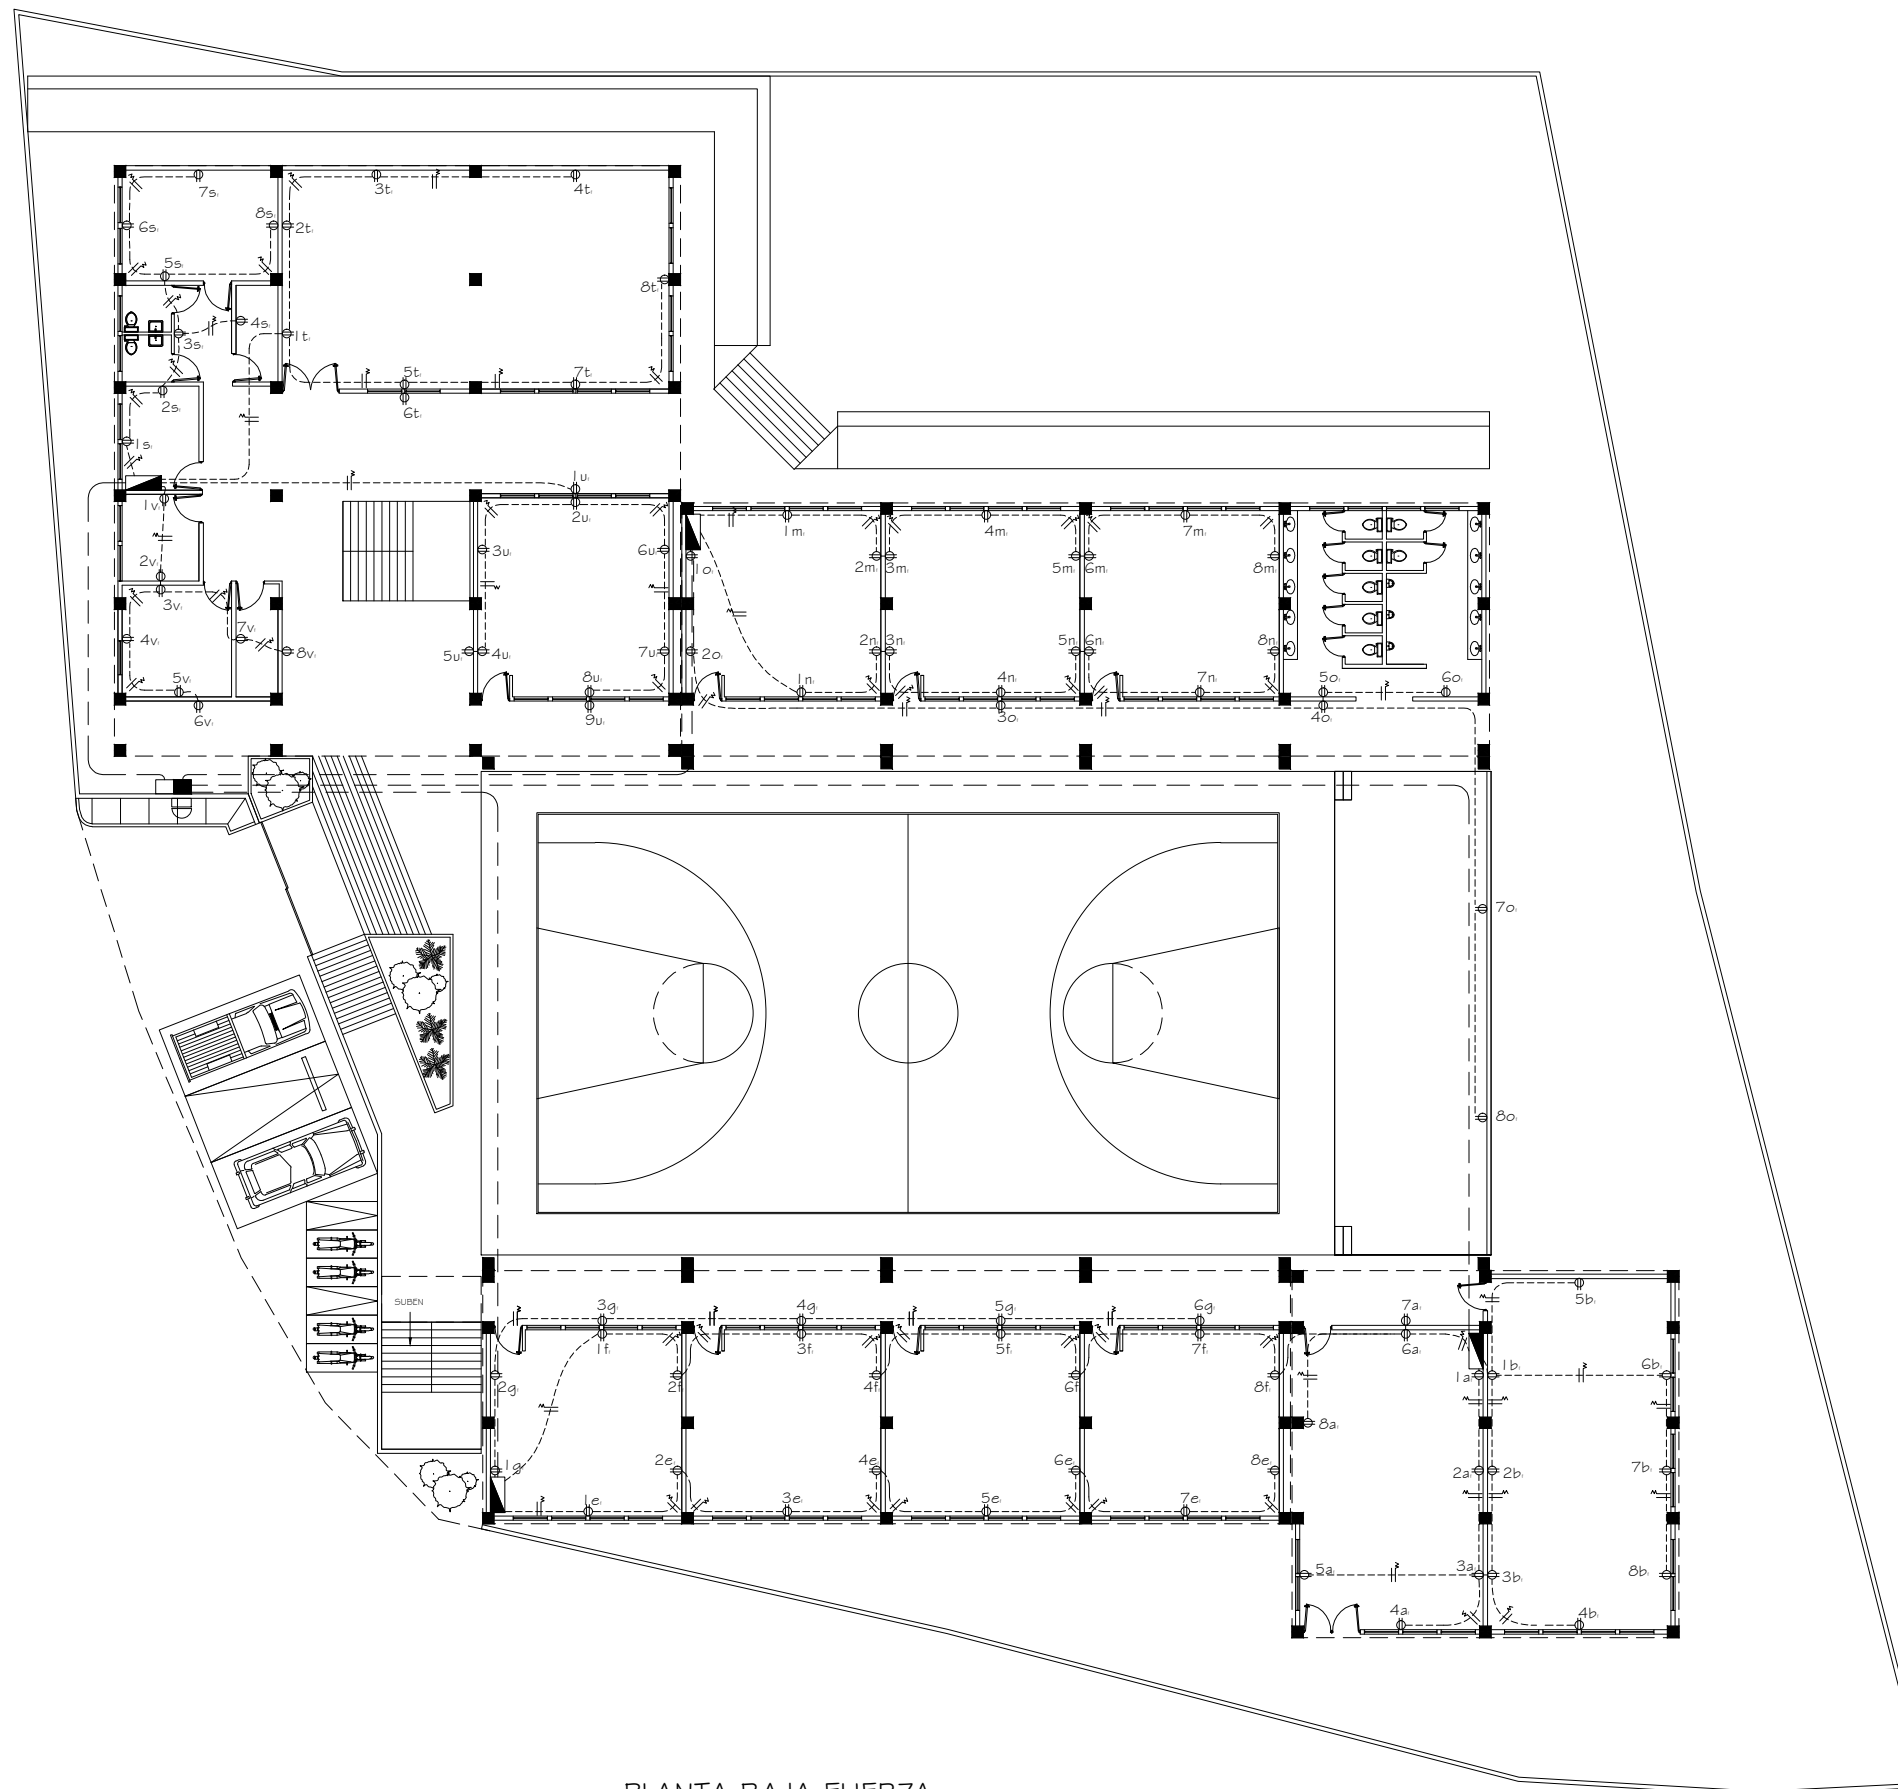 7s
3t
4t
8s
6s
2t
5s
8t
4s
1t
3s
5t
7t
2s
6t
1s
1u
1v
2u
1m
4m
7m
3u
6u
2v
1o
2m
3m
5m
6m
8m
3v
4v
7v
8v
5u
4u
7u
2o
2n
3n
5n
6n
8n
5v
8u
1n
4n
7n
5o
6o
6v
9u
3o
4o
7o
8o
SUBEN
3g
4g
5g
6g
7a
5b
1f
3f
5f
7f
6a
2g
2f
4f
6f
8f
1a
1b
6b
8a
1g
2e
4e
6e
8e
2a
2b
7b
1e
3e
5e
7e
5a
3a
3b
8b
4a
4b
PLANTA BAJA FUERZA